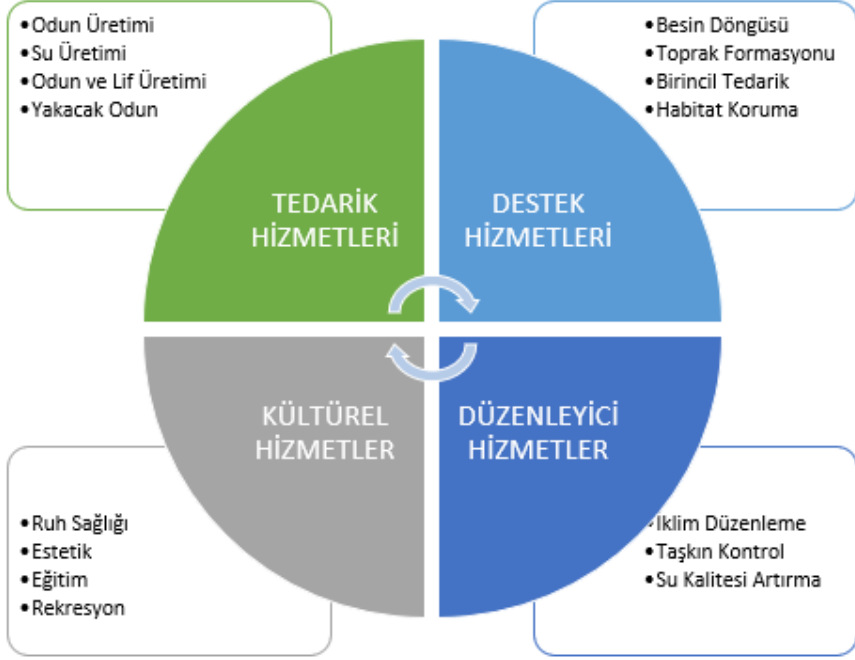 •Odun Üretimi
•Su Üretimi
•Odun ve Lif Üretimi
•Yakacak Odun
•Besin Döngüsü
•Toprak Formasyonu
•Birincil Tedarik
•Habitat Koruma
TEDARİK
HİZMETLERİ
DESTEK
HİZMETLERİ
KÜLTÜREL
HİZMETLER
DÜZENLEYİCİ
HİZMETLER
•Ruh Sağlığı
•Estetik
•Eğitim
•Rekresyon
•İklim Düzenleme
•Taşkın Kontrol
•Su Kalitesi Artırma